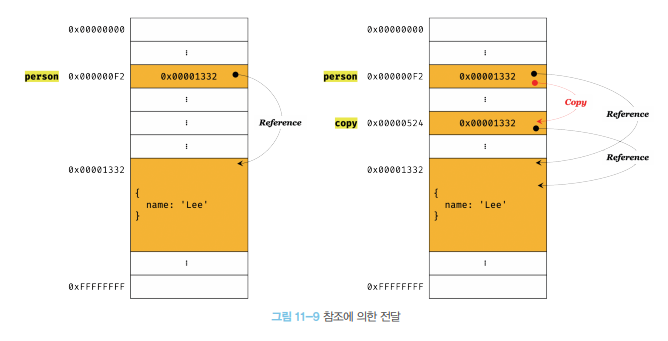 0x00000000
⋮
person 0x000000F2 0x00001332
⋮
⋮ Reference
⋮
0x00001332
{
name: 'Lee'
}
⋮
0xFFFFFFFF
0x00000000
⋮
person 0x000000F2 0x00001332
⋮ Copy
Reference
copy 0x00000524 0x00001332
⋮
Reference
0x00001332
{
name: 'Lee'
}
⋮
0xFFFFFFFF
그림 11-9 참조에 의한 전달